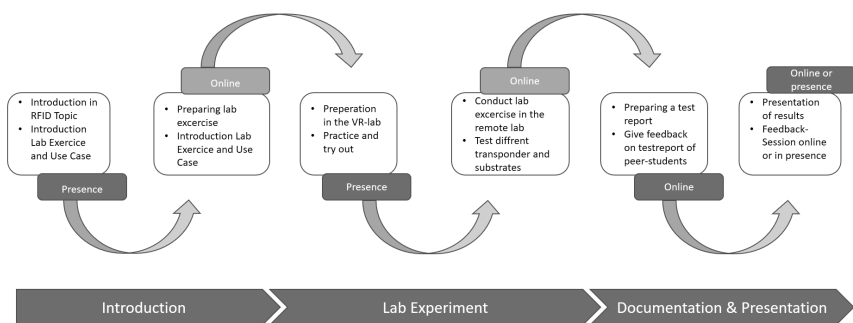 • Introduction in
RFID Topic
• Introduction
Lab Exercice and
Use Case
Presence
Online
• Preparing lab
excercise
• Introduction Lab
Exercice and Use
Case
• Preperation
in the VR-lab
• Practice and
try out
Presence
Online
• Conduct lab
excercise in the
remote lab
• Test diffrent
transponder and
substrates
• Preparing a test
report
• Give feedback
on testreport of
peer-students
Online
Online or
presence
• Presentation
of results
• Feedback-
Session online
or in presence
Introduction
Lab Experiment
Documentation & Presentation